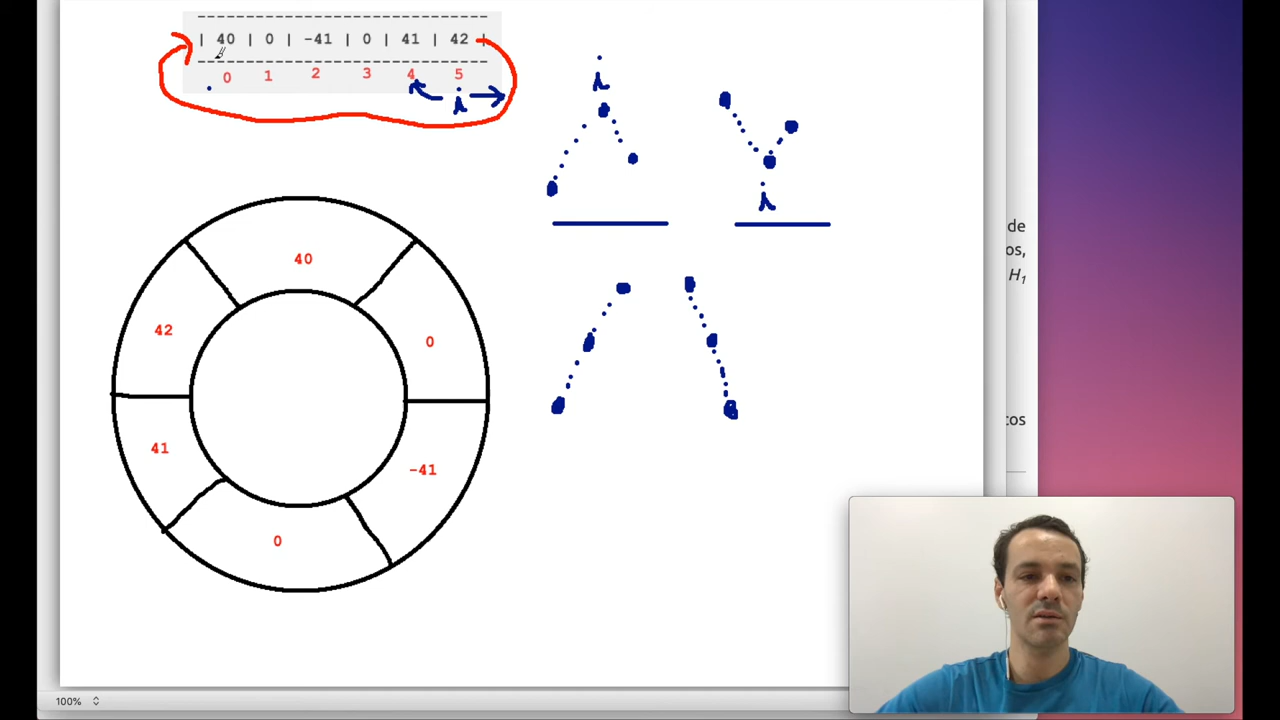 | 40 | 0 | -41 | 0 | 41 | 42 |
0 1 2 3 4 5
i
i
i
40
42
0
41
-41
0
de
os,
H1
cos
100%